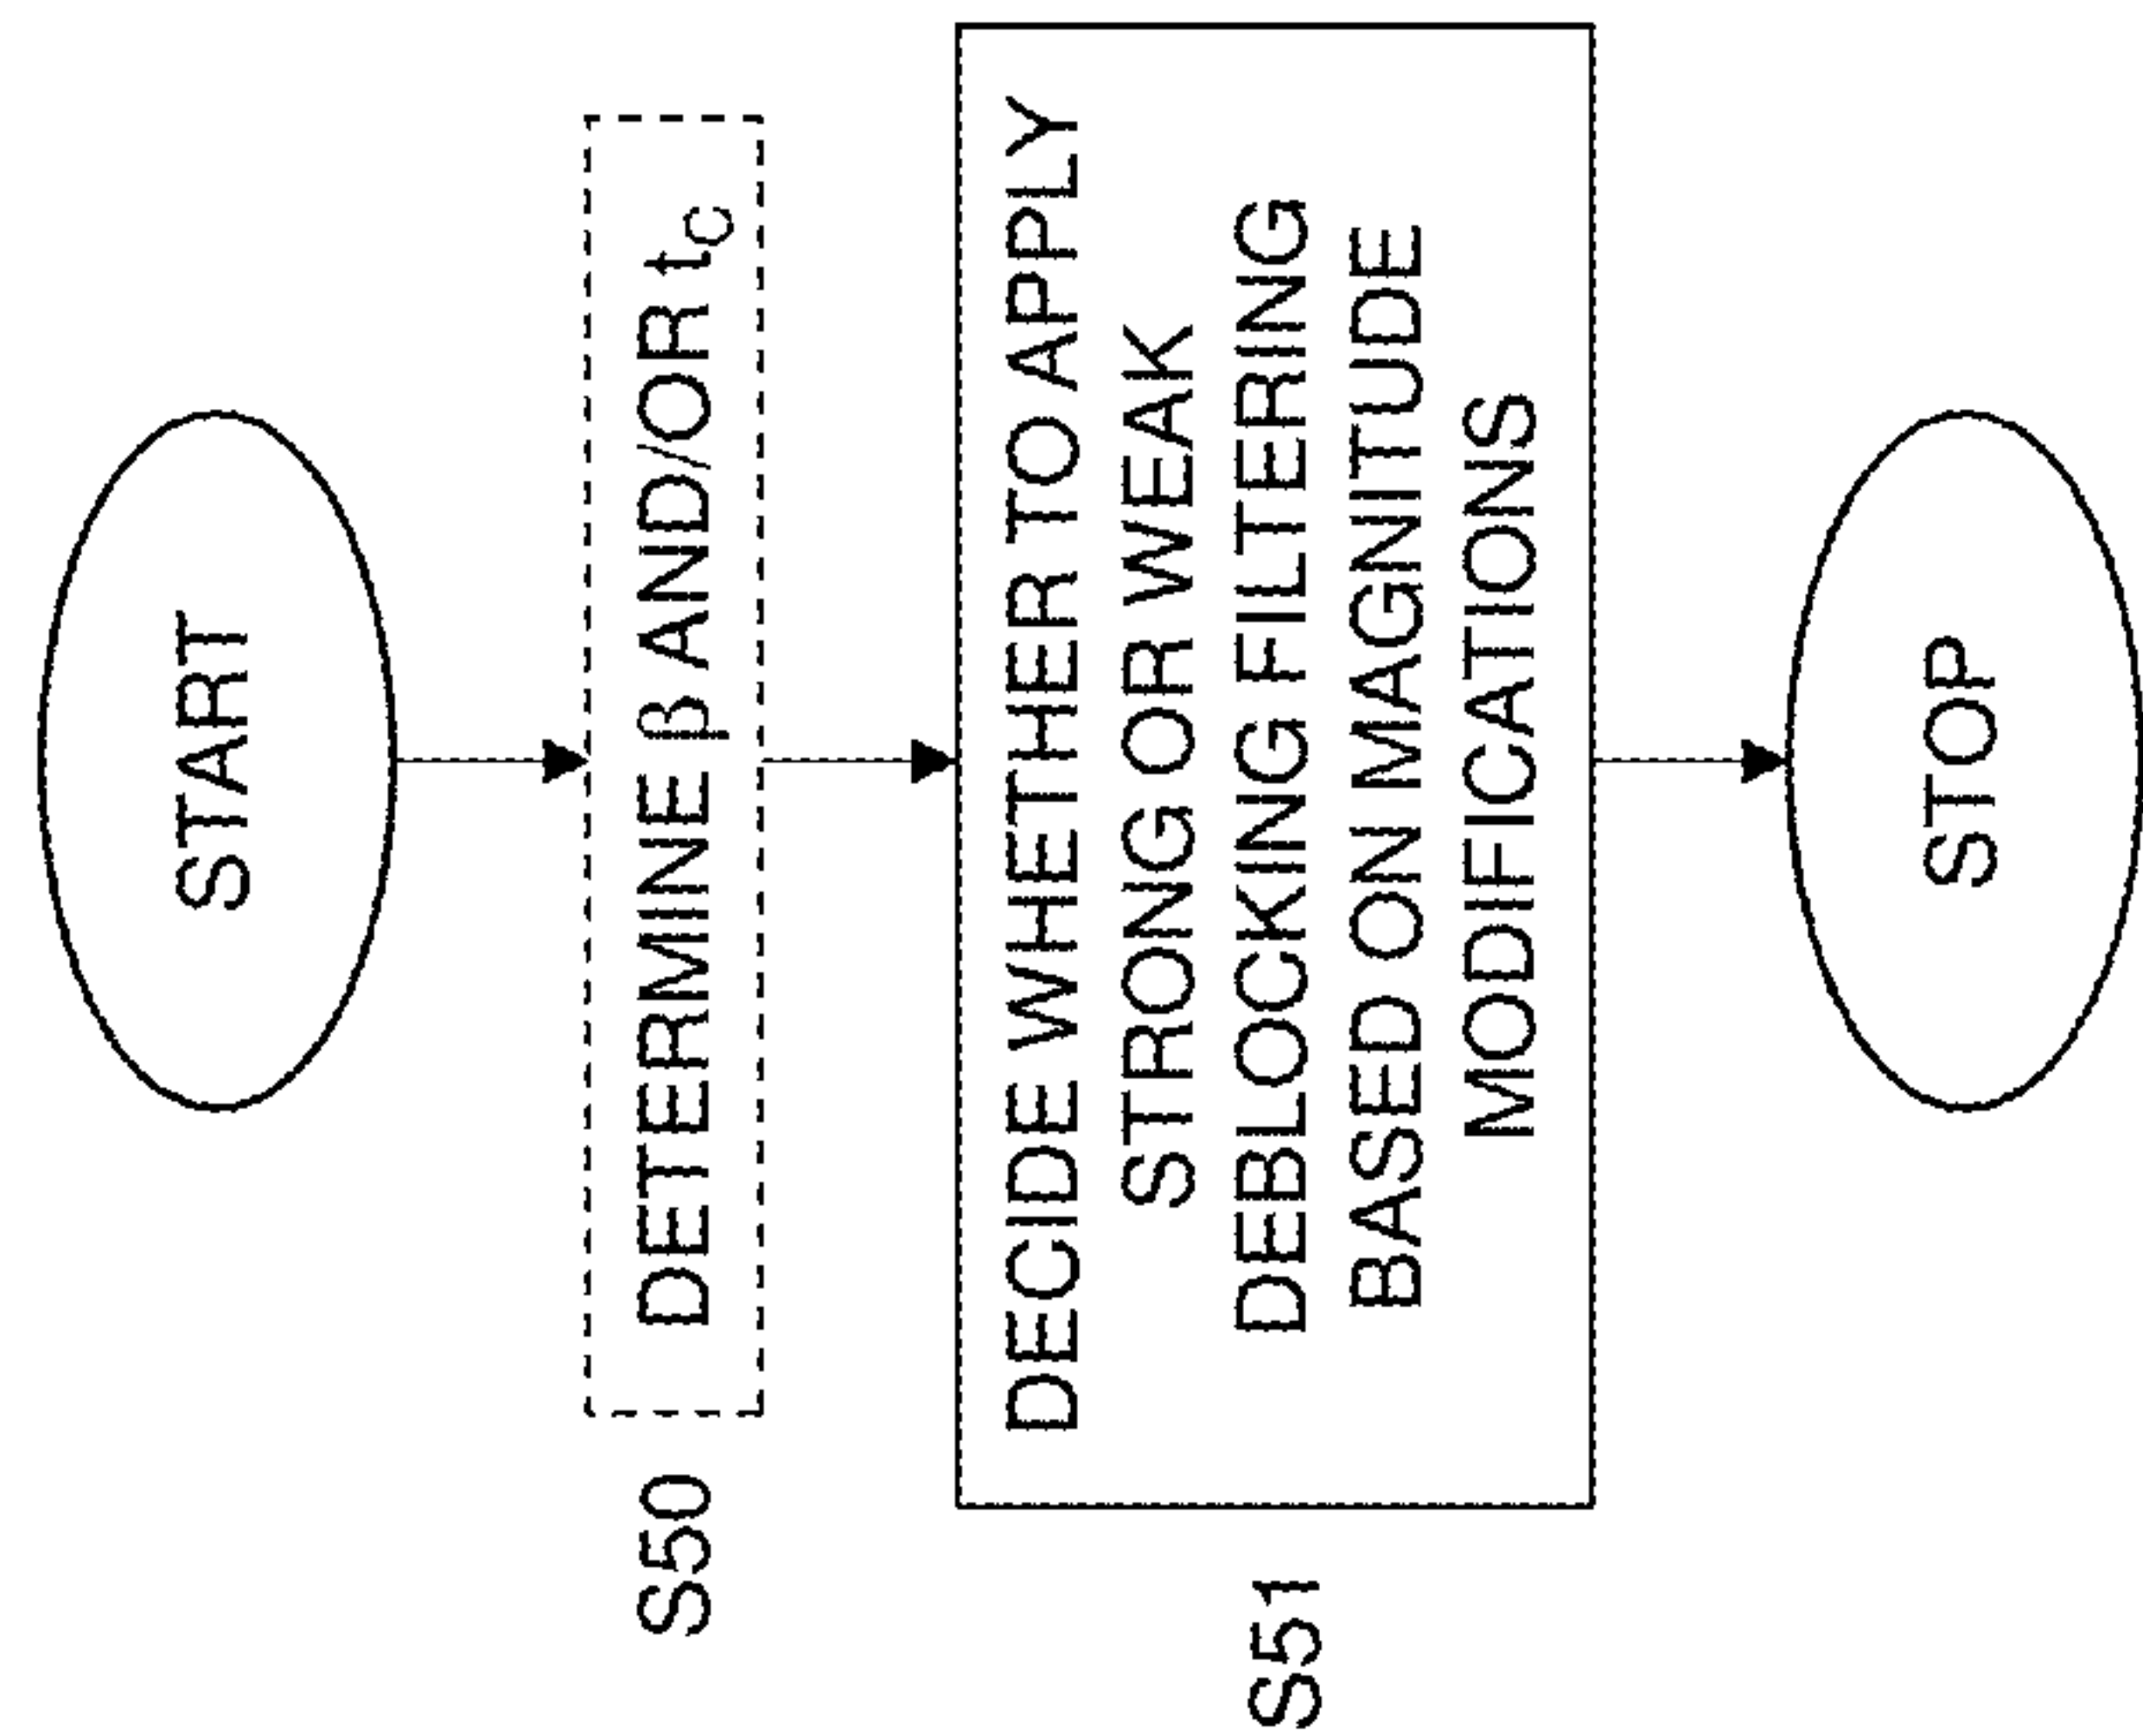 START
S50
DETERMINE β AND/OR tC
S51
DECIDE WHETHER TO APPLY
STRONG OR WEAK
DEBLOCKING FILTERING
BASED ON MAGNITUDE
MODIFICATIONS
STOP